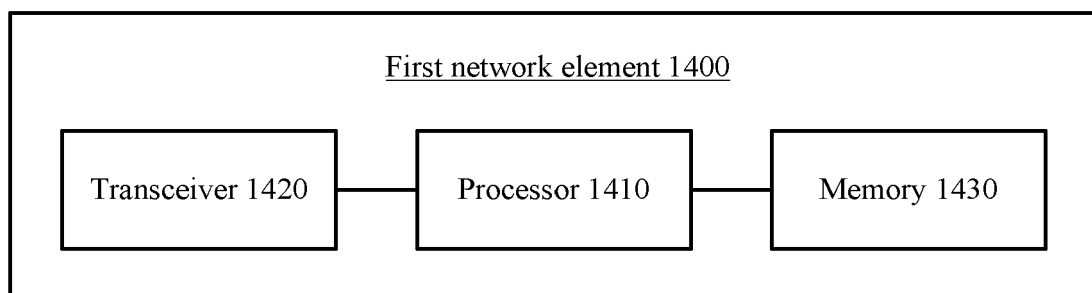 First network element 1400
Transceiver 1420
Processor 1410
Memory 1430